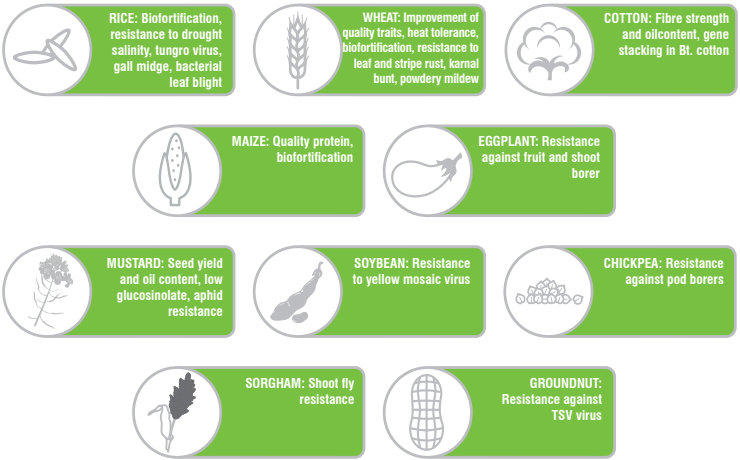 RICE: Biofortification,
resistance to drought
salinity, tungro virus,
gall midge, bacterial
leaf blight
WHEAT: Improvement of
quality traits, heat tolerance,
biofortification, resistance to
leaf and stripe rust, karnal
bunt, powdery mildew
COTTON: Fibre strength
and oilcontent, gene
stacking in Bt. cotton
MAIZE: Quality protein,
biofortification
EGGPLANT: Resistance
against fruit and shoot
borer
MUSTARD: Seed yield
and oil content, low
glucosinolate, aphid
resistance
SOYBEAN: Resistance
to yellow mosaic virus
CHICKPEA: Resistance
against pod borers
SORGHAM: Shoot fly
resistance
GROUNDNUT:
Resistance against
TSV virus